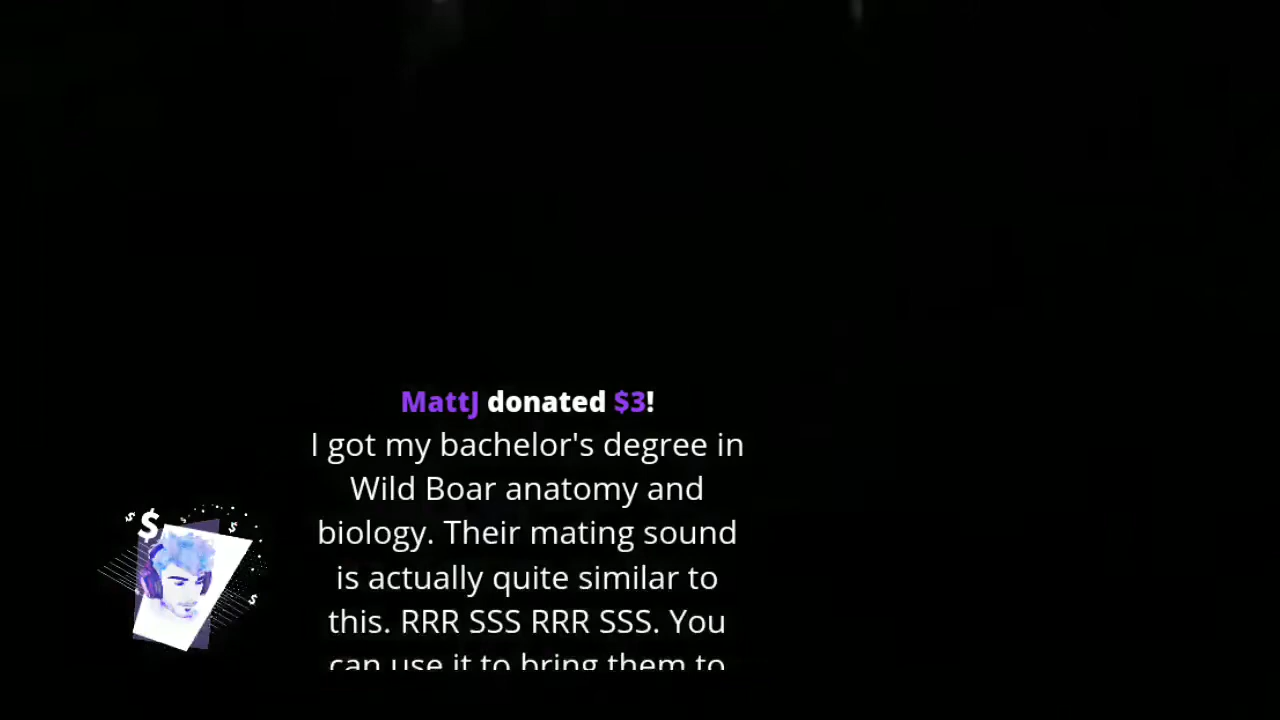 MattJ donated $3!
I got my bachelor's degree in
Wild Boar anatomy and
biology. Their mating sound
is actually quite similar to
this. RRR SSS RRR SSS. You
can use it to bring them to
$ $ $ $ $